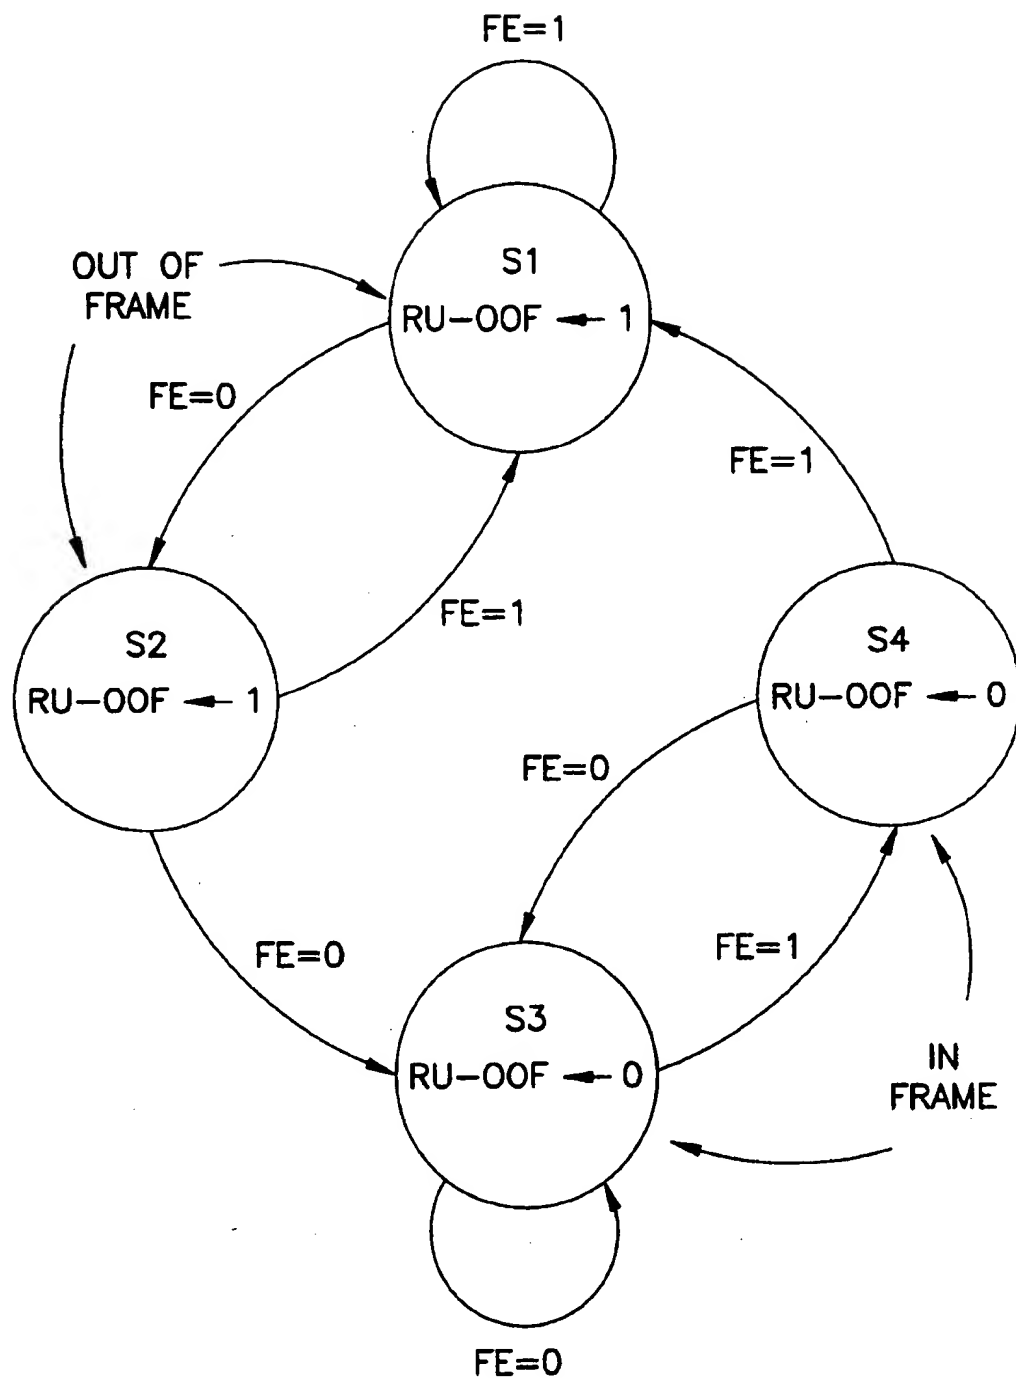 FE=1
OUT OF
FRAME
S1
RU-OOF ← 1
FE=0
FE=1
FE=1
S2
RU-OOF ← 1
S4
RU-OOF ← 0
FE=0
FE=0
FE=1
S3
RU-OOF ← 0
IN
FRAME
FE=0